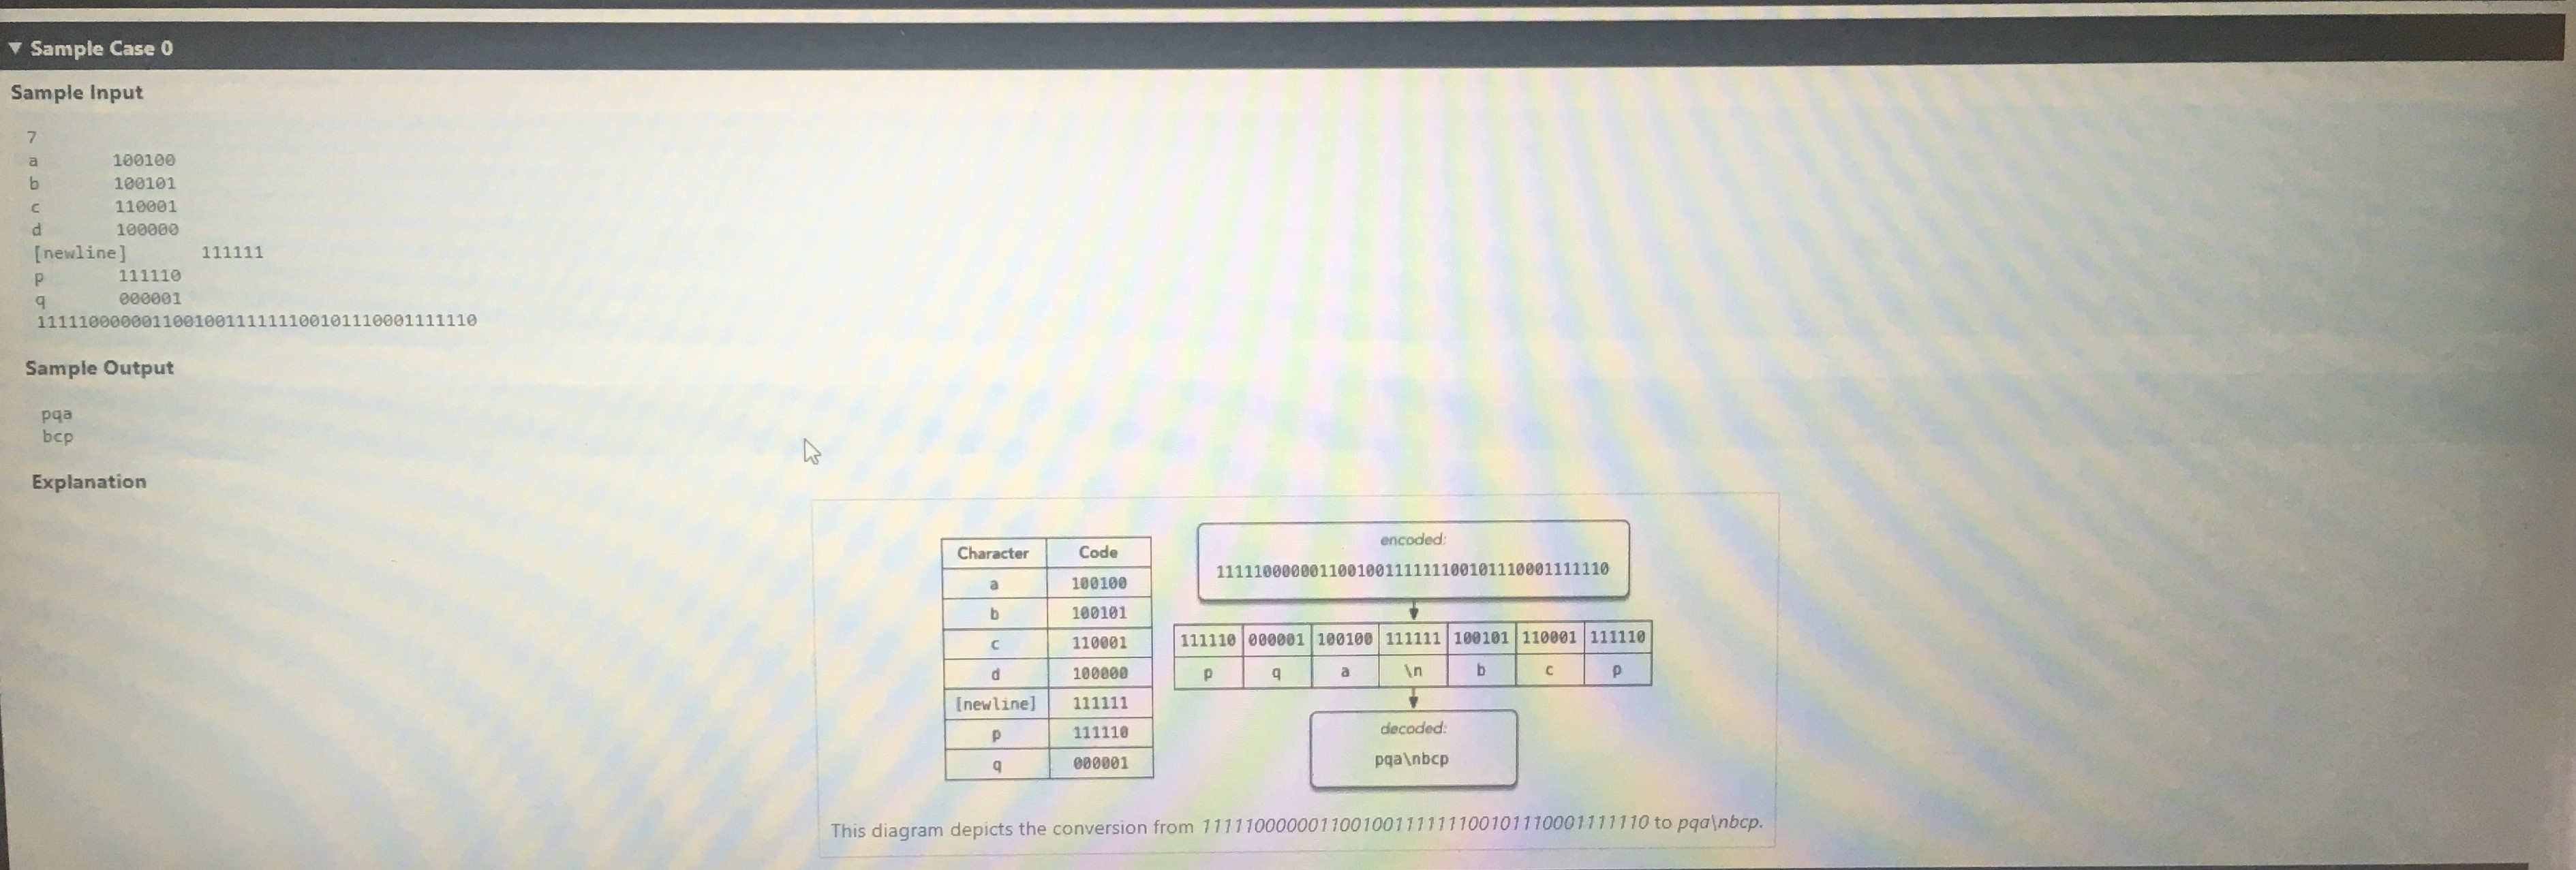 ▼ Sample Case 0
Sample Input
7
a 100100
b 100101
c 110001
d 100000
[newline] 111111
p 111110
q 000001
111110000001100100111111100101110001111110
Sample Output
pqa
bcp
Explanation
Character Code
a 100100
b 100101
c 110001
d 100000
[newline] 111111
p 111110
q 000001
encoded:
111110000001100100111111100101110001111110
111110 000001 100100 111111 100101 110001 111110
p q a \n b c p
decoded:
pqa\nbcp
This diagram depicts the conversion from 111110000001100100111111100101110001111110 to pqa\nbcp.